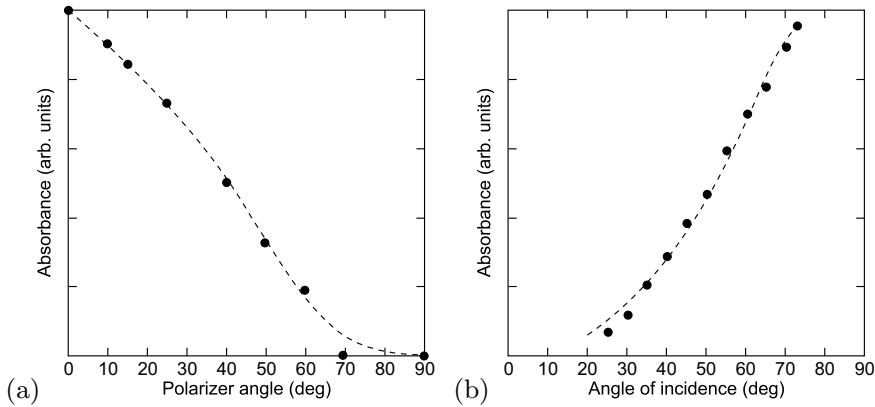 Absorbance (arb. units)
0 10 20 30 40 50 60 70 80 90
(a) Polarizer angle (deg)
Absorbance (arb. units)
0 10 20 30 40 50 60 70 80 90
(b) Angle of incidence (deg)